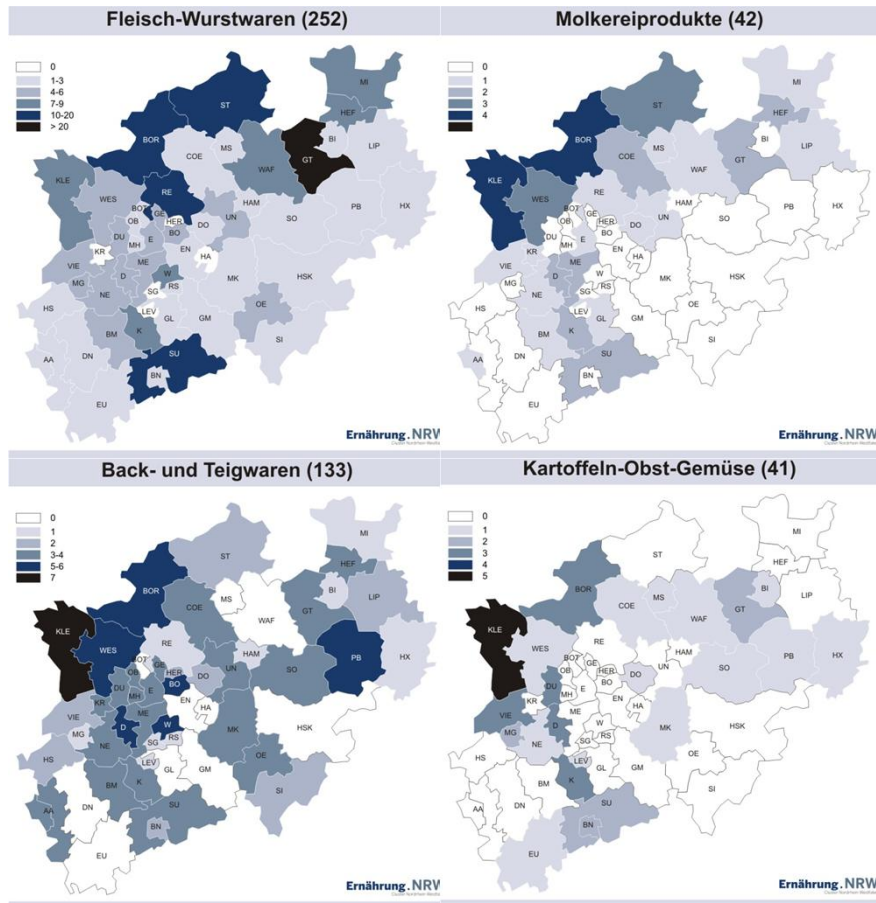 Fleisch-Wurstwaren (252)
0
1-3
4-6
7-9
10-20
> 20
MI
ST
HEF
BOR
BI
LIP
COE
MS
GT
WAF
KLE
RE
WES
HAM
PB
HX
BOT
GE
HER
UN
SO
OB
BO
DO
DU
E
MH
EN
KR
HA
VIE
ME
MK
HSK
MG
D
W
NE
SG
RS
OE
HS
LEV
GL
GM
BM
K
SI
AA
DN
SU
BN
EU
Ernährung.NRW
Molkereiprodukte (42)
0
1
2
3
4
MI
ST
HEF
BOR
BI
LIP
COE
MS
GT
WAF
KLE
RE
WES
HAM
PB
HX
BOT
GE
HER
UN
SO
OB
BO
DO
DU
E
MH
EN
KR
HA
VIE
ME
MK
HSK
MG
D
W
NE
SG
RS
OE
HS
LEV
GL
GM
BM
K
SI
AA
DN
SU
BN
EU
Ernährung.NRW
Back- und Teigwaren (133)
0
1
2
3-4
5-6
7
MI
ST
HEF
BOR
BI
LIP
COE
MS
GT
WAF
KLE
RE
WES
HAM
PB
HX
BOT
GE
HER
UN
SO
OB
BO
DO
DU
E
MH
EN
KR
HA
VIE
ME
MK
HSK
MG
D
W
NE
SG
RS
OE
HS
LEV
GL
GM
BM
K
SI
AA
DN
SU
BN
EU
Ernährung.NRW
Kartoffeln-Obst-Gemüse (41)
0
1
2
3
4
5
MI
ST
HEF
BOR
BI
LIP
COE
MS
GT
WAF
KLE
RE
WES
HAM
PB
HX
BOT
GE
HER
UN
SO
OB
BO
DO
DU
E
MH
EN
KR
HA
VIE
ME
MK
HSK
MG
D
W
NE
SG
RS
OE
HS
LEV
GL
GM
BM
K
SI
AA
DN
SU
BN
EU
Ernährung.NRW